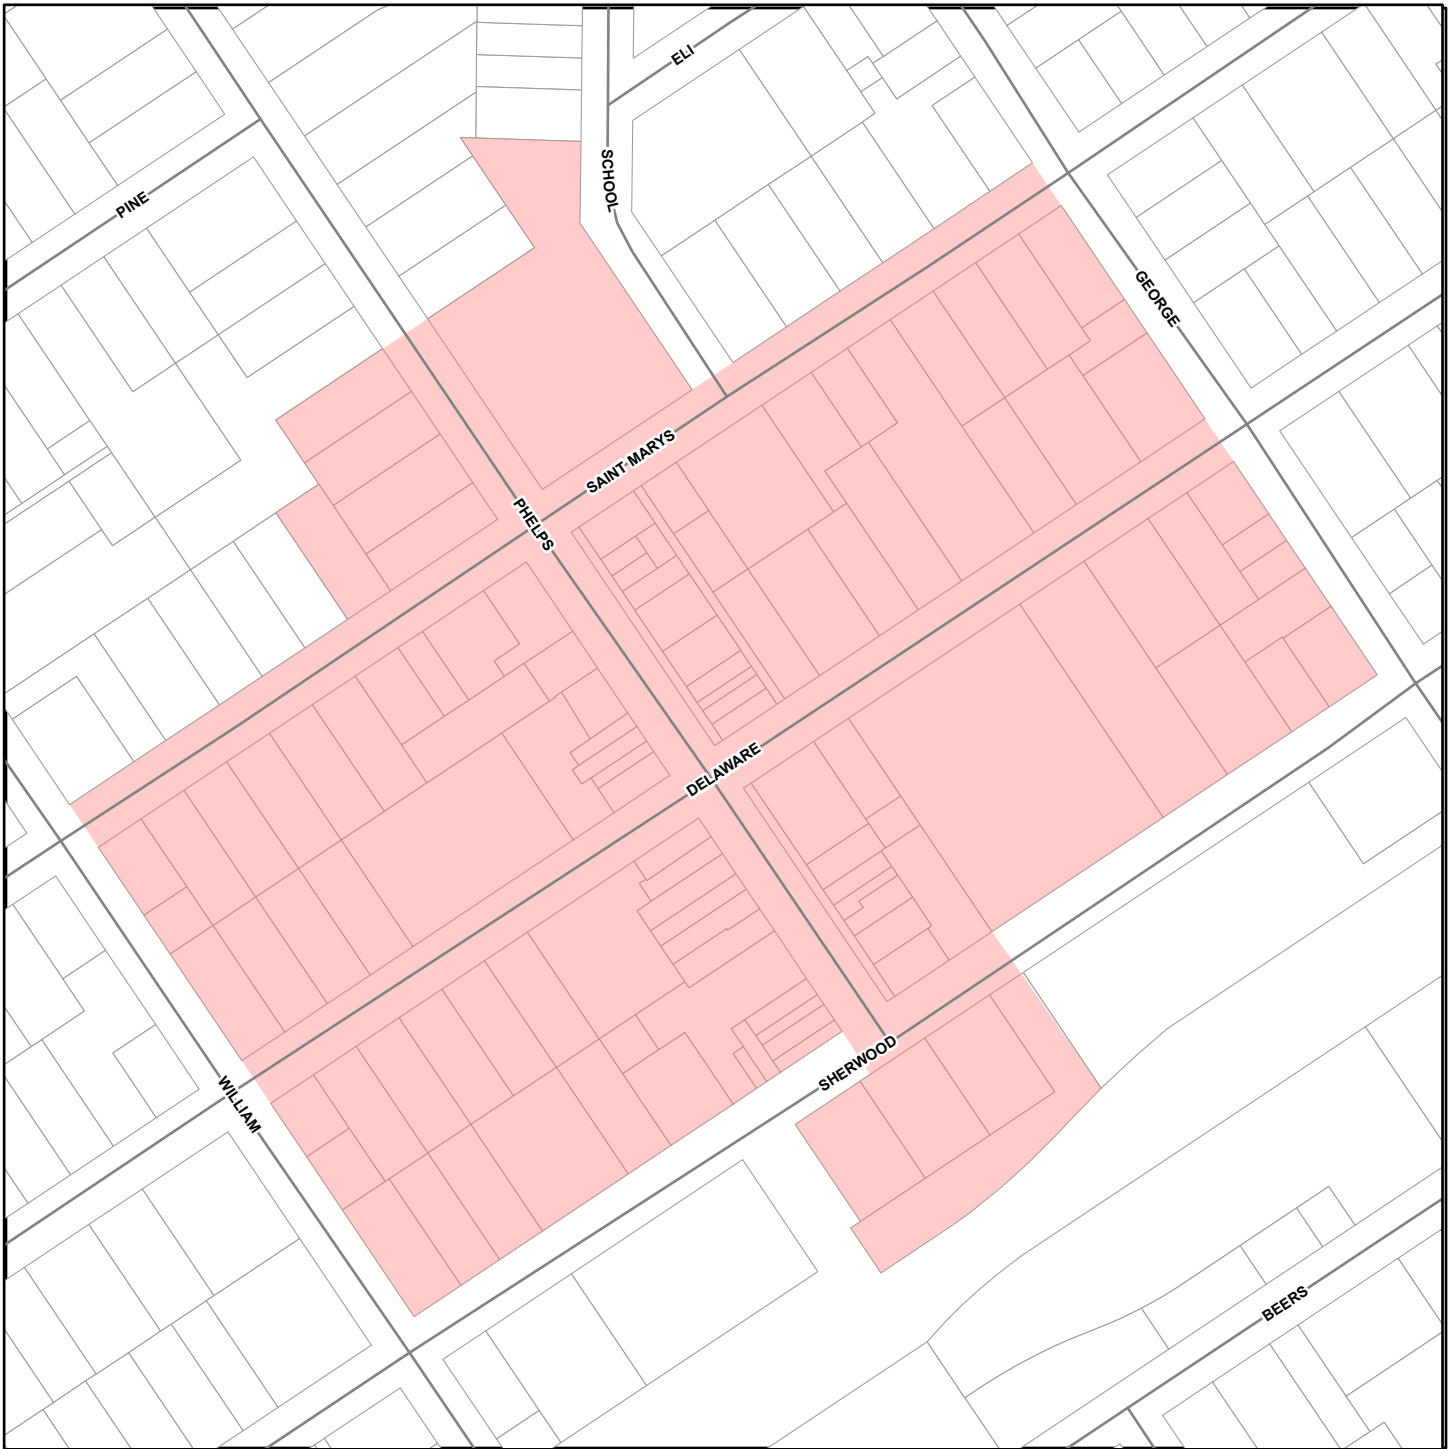 ELI
SCHOOL
PINE
GEORGE
SAINT MARYS
PHELPS
DELAWARE
SHERWOOD
WILLIAM
BEERS